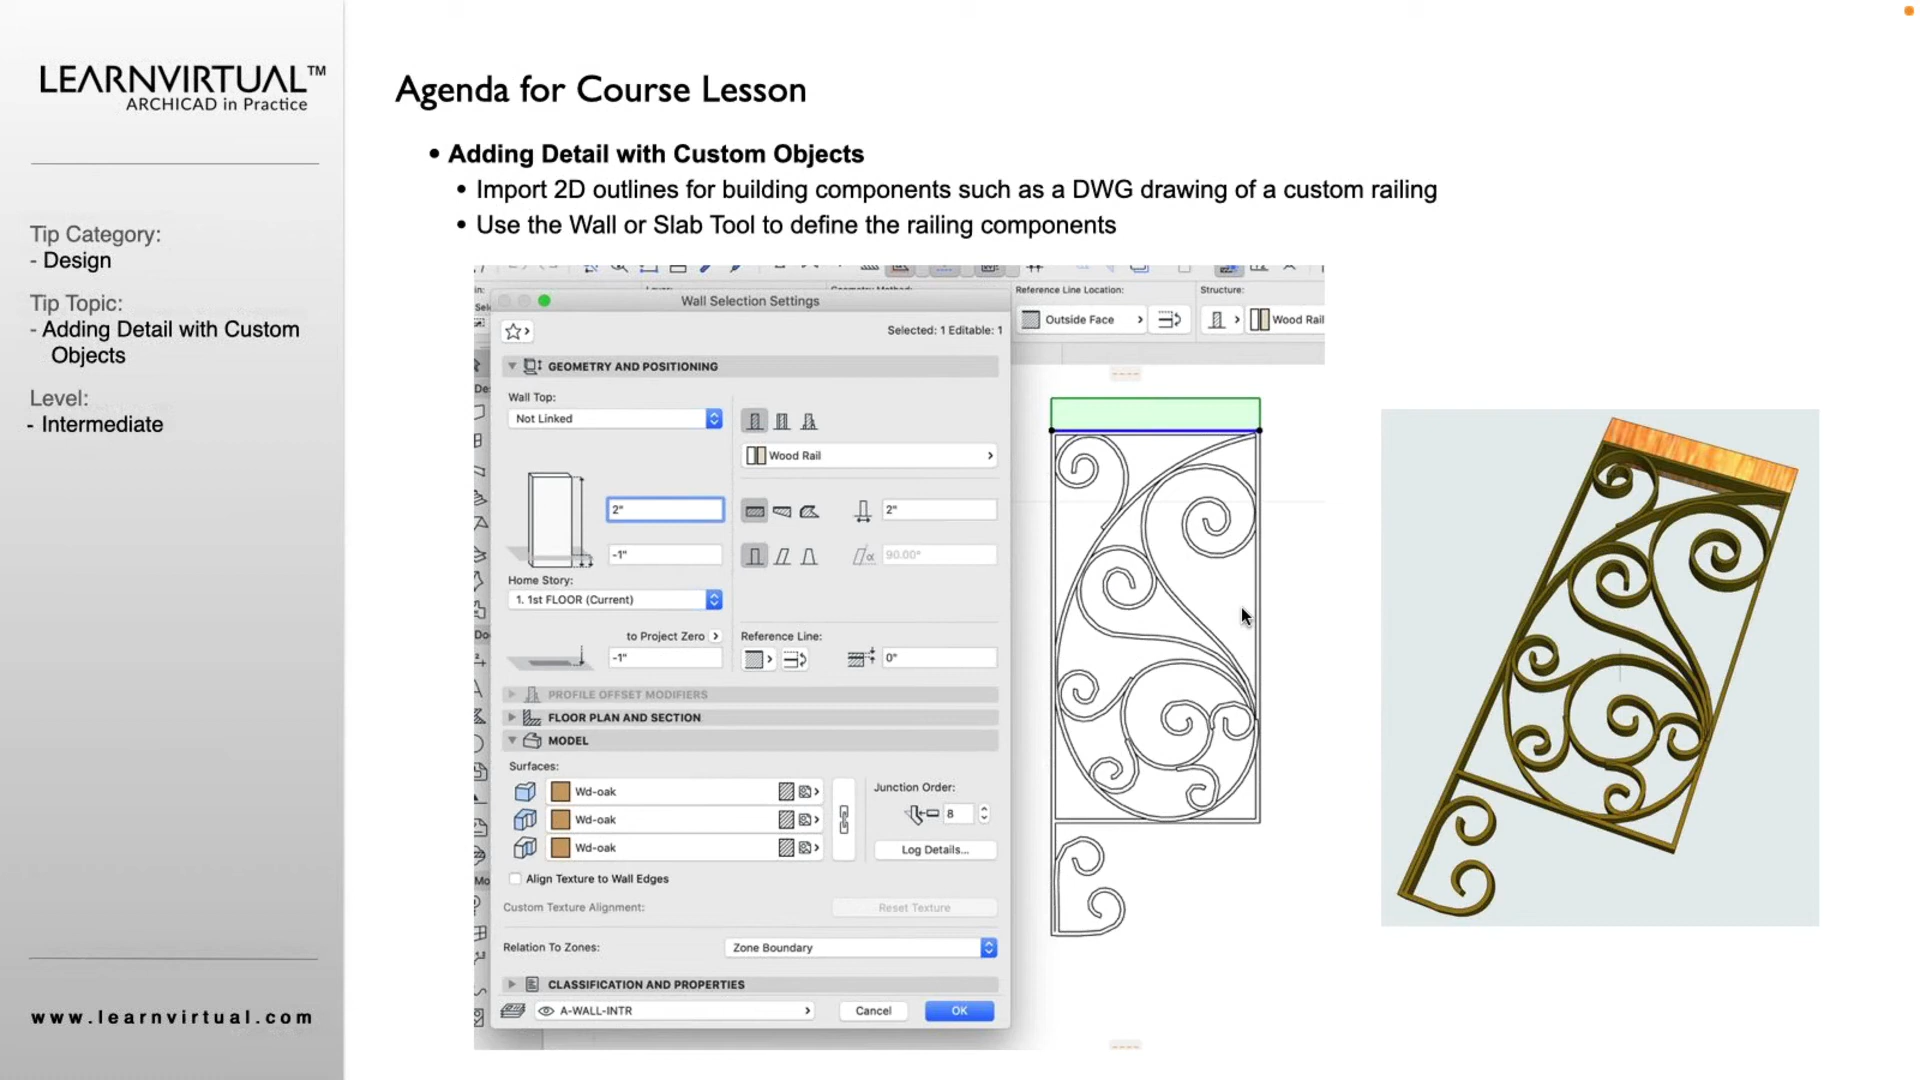 LEARNVIRTUAL™
ARCHICAD in Practice
Tip Category:
- Design
Tip Topic:
- Adding Detail with Custom
Objects
Level:
- Intermediate
www.learnvirtual.com
Agenda for Course Lesson
• Adding Detail with Custom Objects
• Import 2D outlines for building components such as a DWG drawing of a custom railing
• Use the Wall or Slab Tool to define the railing components
Wall Selection Settings
Selected: 1 Editable: 1
GEOMETRY AND POSITIONING
Wall Top:
Not Linked
Wood Rail
2"
2"
-1"
90.00°
Home Story:
1. 1st FLOOR (Current)
to Project Zero
Reference Line:
-1"
0"
PROFILE OFFSET MODIFIERS
FLOOR PLAN AND SECTION
MODEL
Surfaces:
Wd-oak
Wd-oak
Wd-oak
Junction Order:
8
Log Details...
Align Texture to Wall Edges
Custom Texture Alignment:
Reset Texture
Relation To Zones:
Zone Boundary
CLASSIFICATION AND PROPERTIES
A-WALL-INTR
Cancel
OK
Reference Line Location:
Structure:
Outside Face
Wood Rail